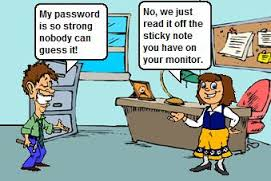 My password
is so strong
nobody can
guess it!
No, we just
read it off the
sticky note
you have on
your monitor.